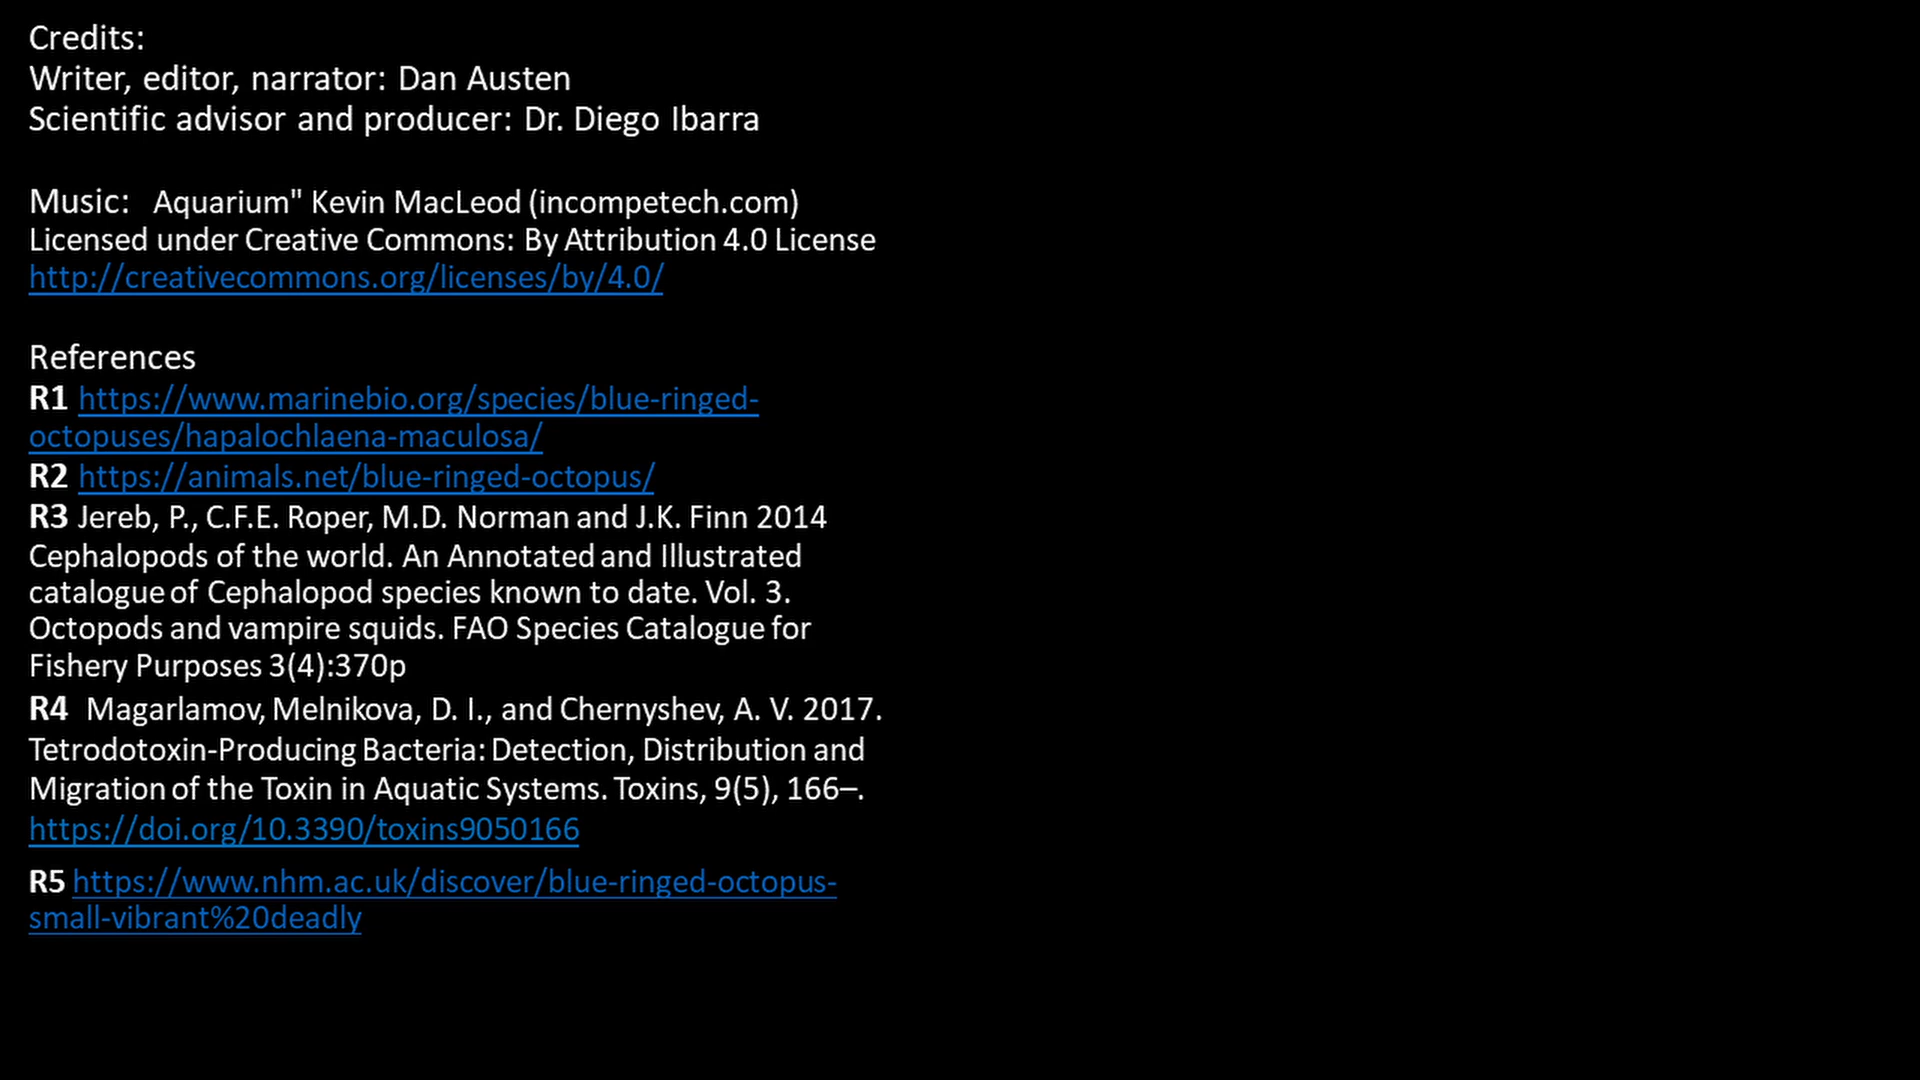 Credits:
Writer, editor, narrator: Dan Austen
Scientific advisor and producer: Dr. Diego Ibarra
Music: Aquarium" Kevin MacLeod (incompetech.com)
Licensed under Creative Commons: By Attribution 4.0 License
http://creativecommons.org/licenses/by/4.0/
References
R1 https://www.marinebio.org/species/blue-ringed-
octopuses/hapalochlaena-maculosa/
R2 https://animals.net/blue-ringed-octopus/
R3 Jereb, P., C.F.E. Roper, M.D. Norman and J.K. Finn 2014
Cephalopods of the world. An Annotated and Illustrated
catalogue of Cephalopod species known to date. Vol. 3.
Octopods and vampire squids. FAO Species Catalogue for
Fishery Purposes 3(4):370p
R4 Magarlamov, Melnikova, D. I., and Chernyshev, A. V. 2017.
Tetrodotoxin-Producing Bacteria: Detection, Distribution and
Migration of the Toxin in Aquatic Systems. Toxins, 9(5), 166–.
https://doi.org/10.3390/toxins9050166
R5 https://www.nhm.ac.uk/discover/blue-ringed-octopus-
small-vibrant%20deadly